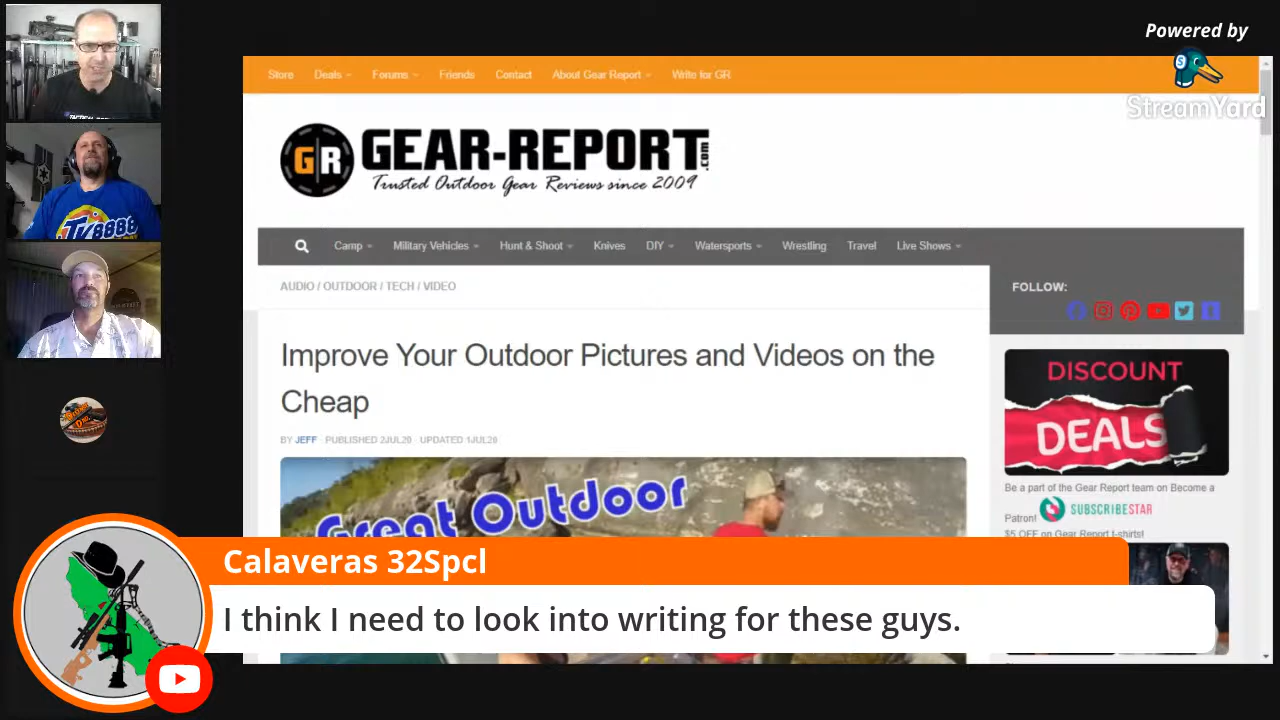 Powered by
StreamYard
Store Deals Forums Friends Contact About Gear Report Write for GR
G|R GEAR-REPORT.com
Trusted Outdoor Gear Reviews since 2009
Camp Military Vehicles Hunt & Shoot Knives DIY Watersports Wrestling Travel Live Shows
AUDIO / OUTDOOR / TECH / VIDEO
FOLLOW:
Improve Your Outdoor Pictures and Videos on the
Cheap
BY JEFF · PUBLISHED 2JUL20 · UPDATED 1JUL20
Great Outdoor
DISCOUNT
DEALS
Be a part of the Gear Report team on Become a
Patron! SUBSCRIBESTAR
$5 OFF on Gear Report t-shirts!
TV8888
Calaveras 32Spcl
I think I need to look into writing for these guys.